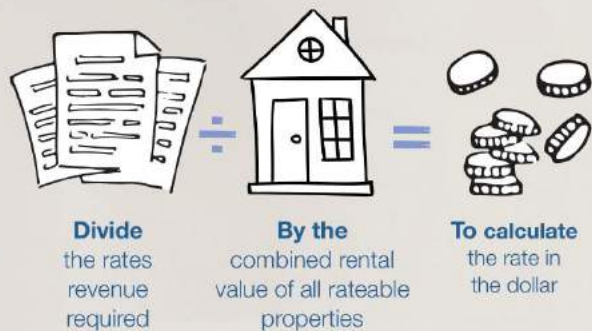 Divide
the rates
revenue
required
By the
combined rental
value of all rateable
properties
To calculate
the rate in
the dollar